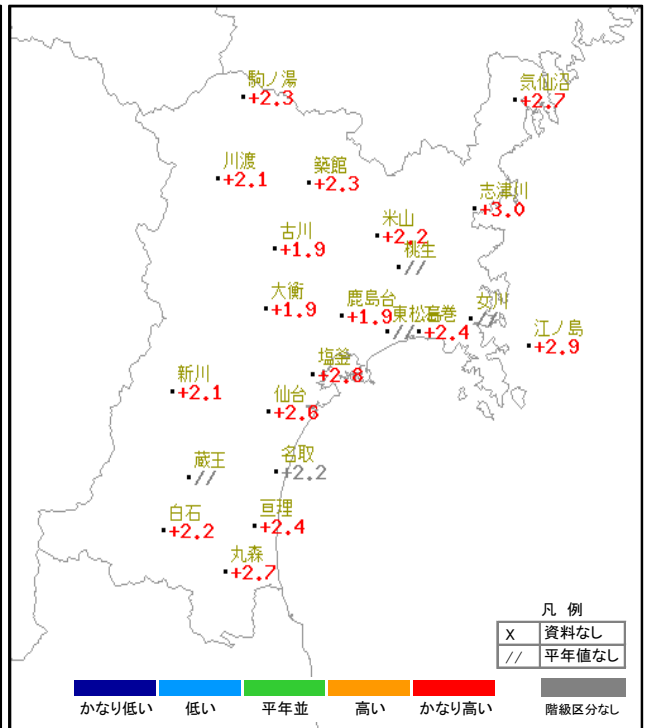 駒ノ湯
+2.3
気仙沼
+2.7
川渡
+2.1
築館
+2.3
志津川
+3.0
米山
+2.2
古川
+1.9
桃生
//
大衡
+1.9
鹿島台
+1.9
東松
//
巻
+2.4
女川
//
江ノ島
+2.9
塩釜
+2.8
新川
+2.1
仙台
+2.6
名取
+2.2
蔵王
//
白石
+2.2
亘理
+2.4
丸森
+2.7
凡 例
x 資料なし
// 平年値なし
かなり低い 低い 平年並 高い かなり高い 階級区分なし